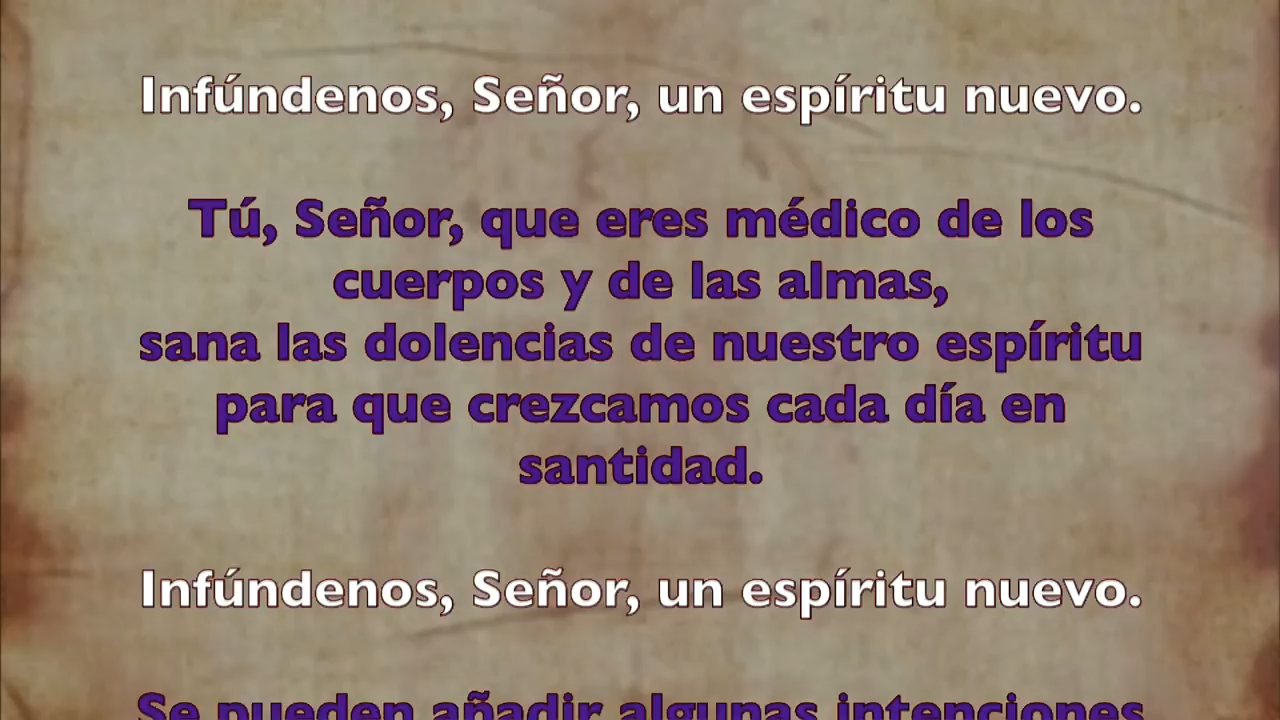 Infúndenos, Señor, un espíritu nuevo.
Tú, Señor, que eres médico de los
cuerpos y de las almas,
sana las dolencias de nuestro espíritu
para que crezcamos cada día en
santidad.
Infúndenos, Señor, un espíritu nuevo.
Se pueden añadir algunas intenciones